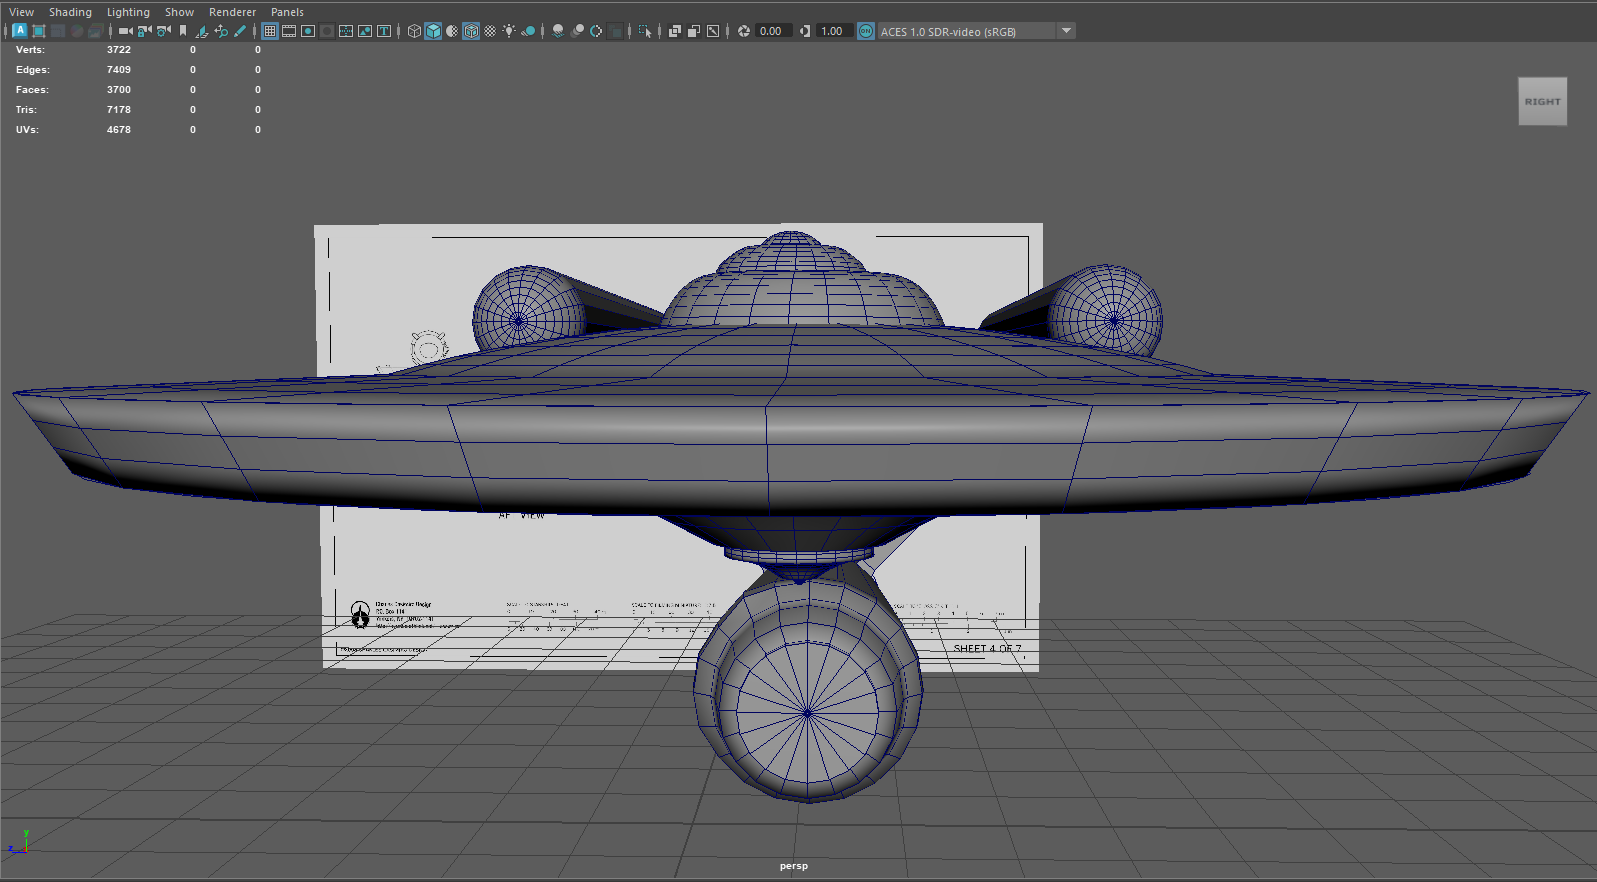 View Shading Lighting Show Renderer Panels
0.00 1.00 ACES 1.0 SDR-video (sRGB)
Verts: 3722 0 0
Edges: 7409 0 0
Faces: 3700 0 0
Tris: 7178 0 0
UVs: 4678 0 0
RIGHT
VIEW
SHEET 4 OF 7
y
z
persp